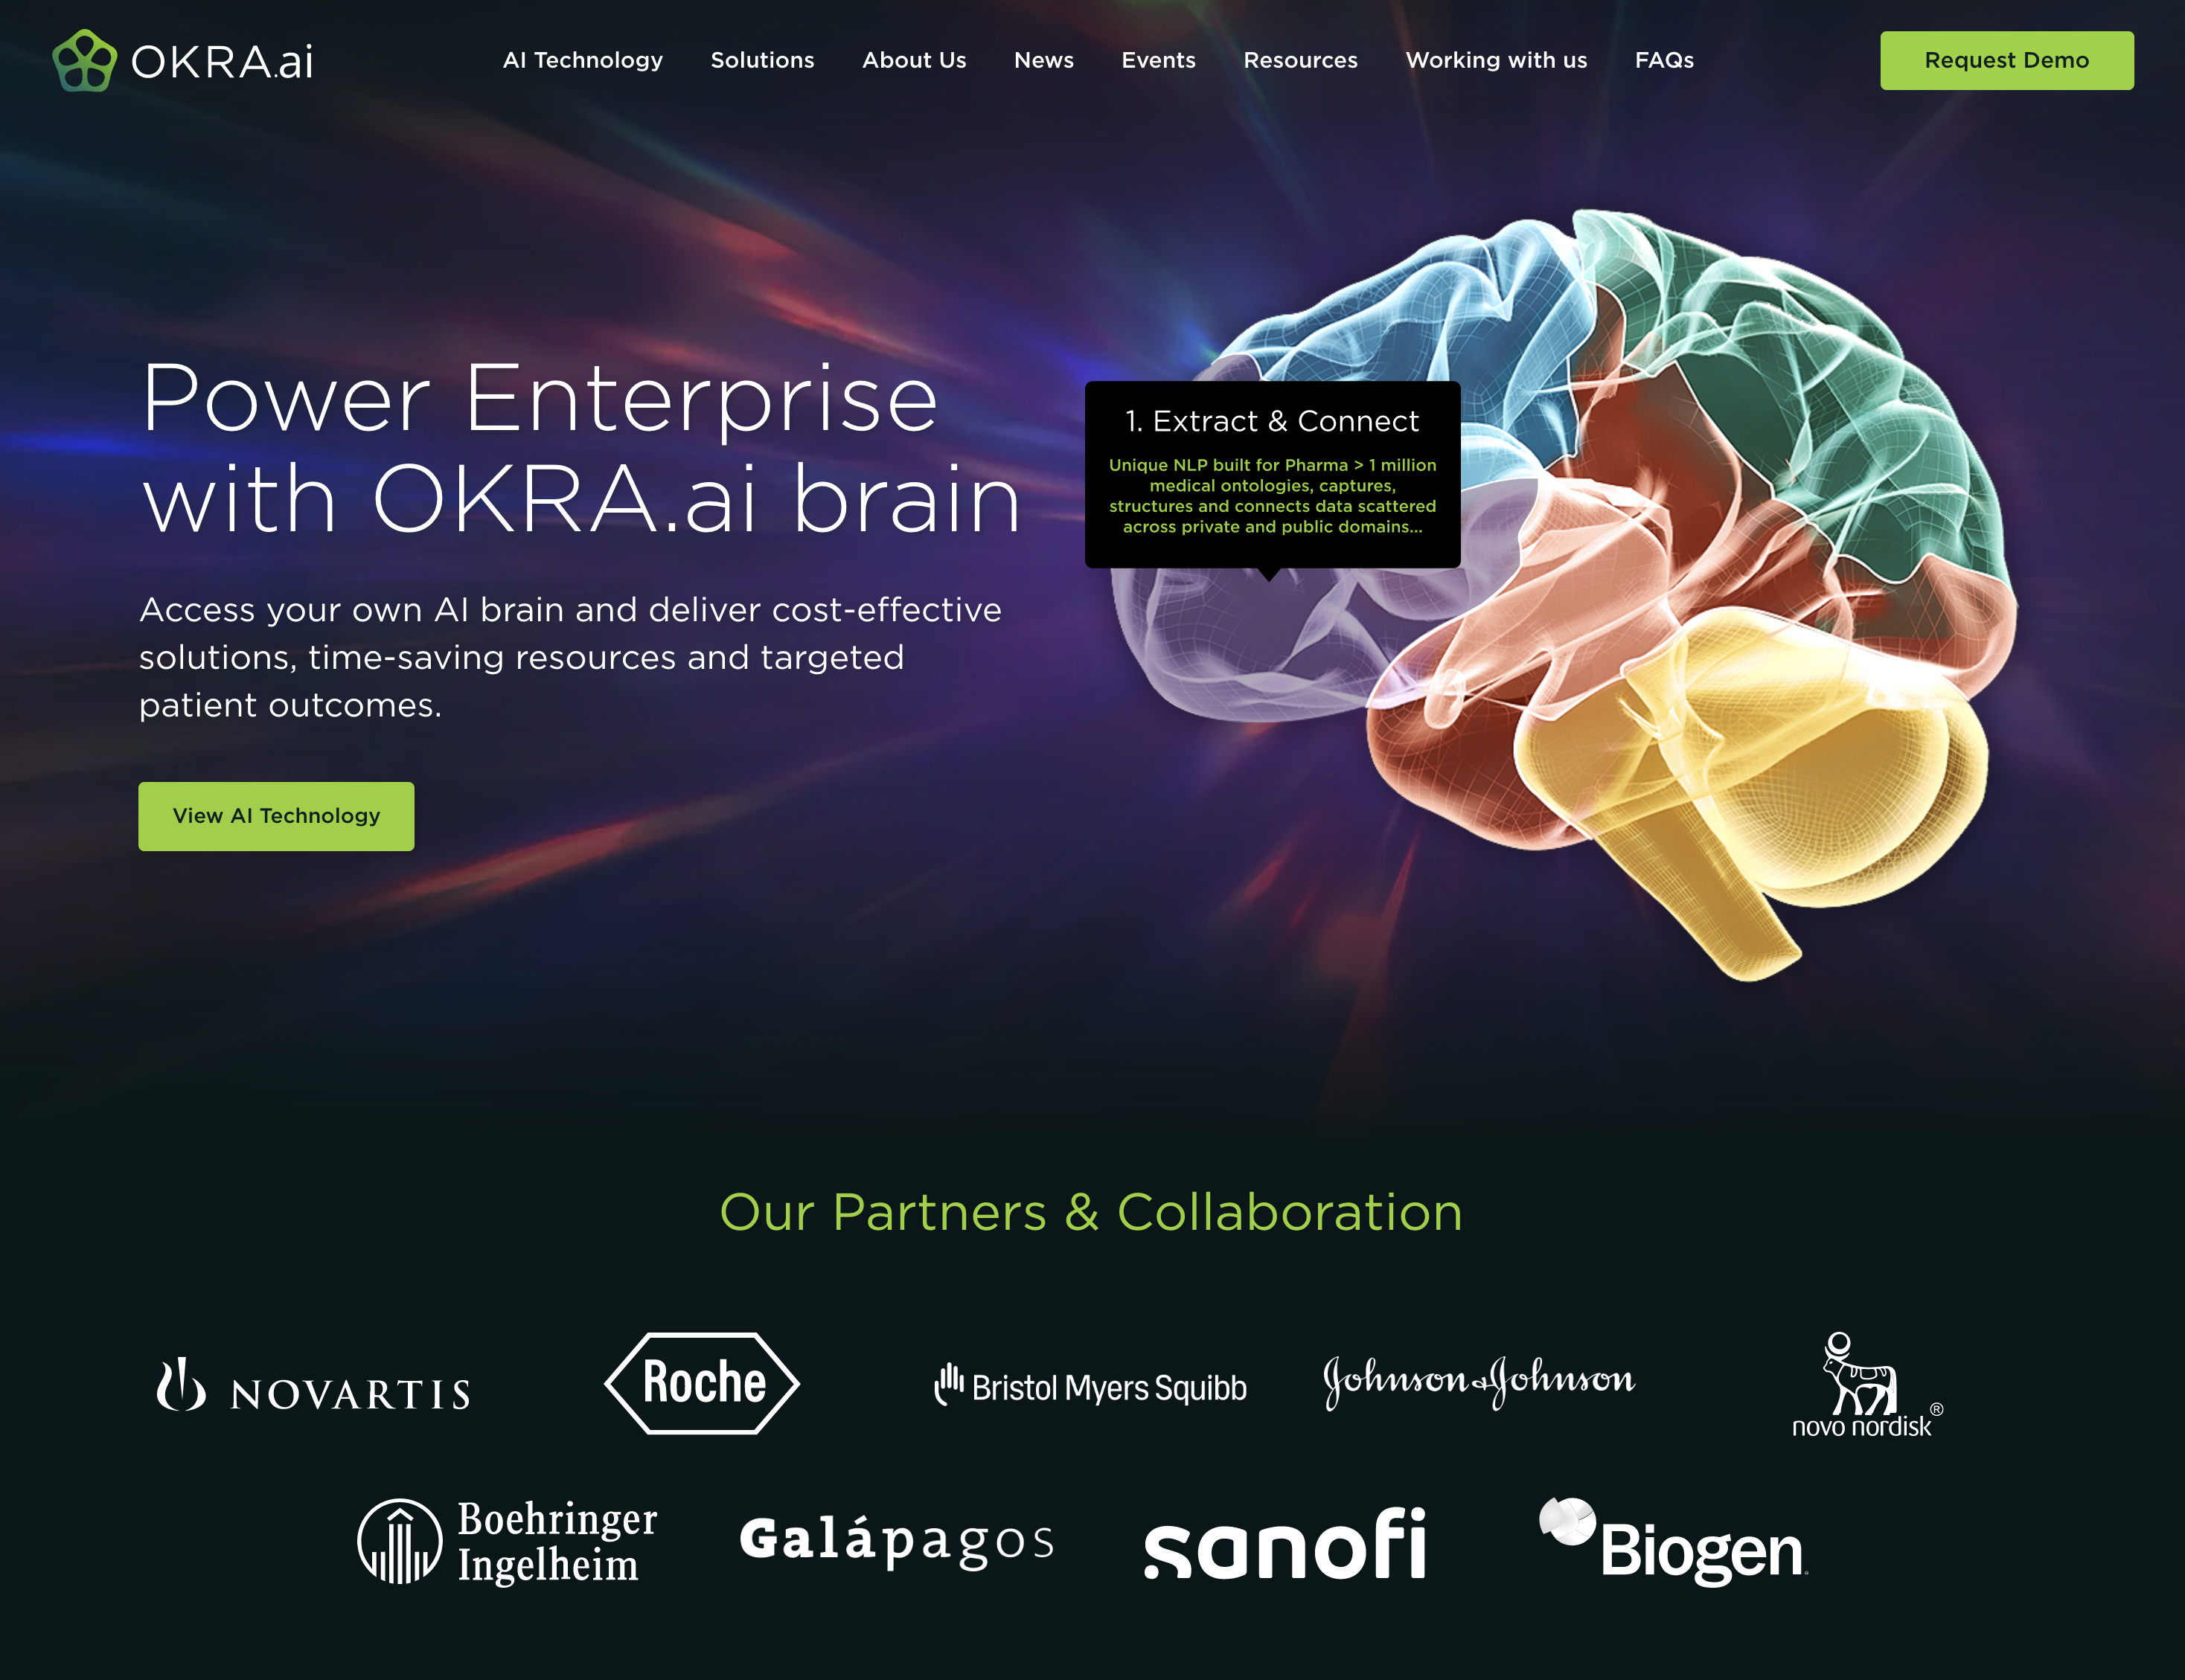 OKRA.ai
AI Technology
Solutions
About Us
News
Events
Resources
Working with us
FAQs
Request Demo
Power Enterprise
with OKRA.ai brain
Access your own AI brain and deliver cost-effective
solutions, time-saving resources and targeted
patient outcomes.
View AI Technology
1. Extract & Connect
Unique NLP built for Pharma > 1 million
medical ontologies, captures,
structures and connects data scattered
across private and public domains...
Our Partners & Collaboration
NOVARTIS
Roche
Bristol Myers Squibb
Johnson & Johnson
novo nordisk®
Boehringer
Ingelheim
Galápagos
sanofi
Biogen